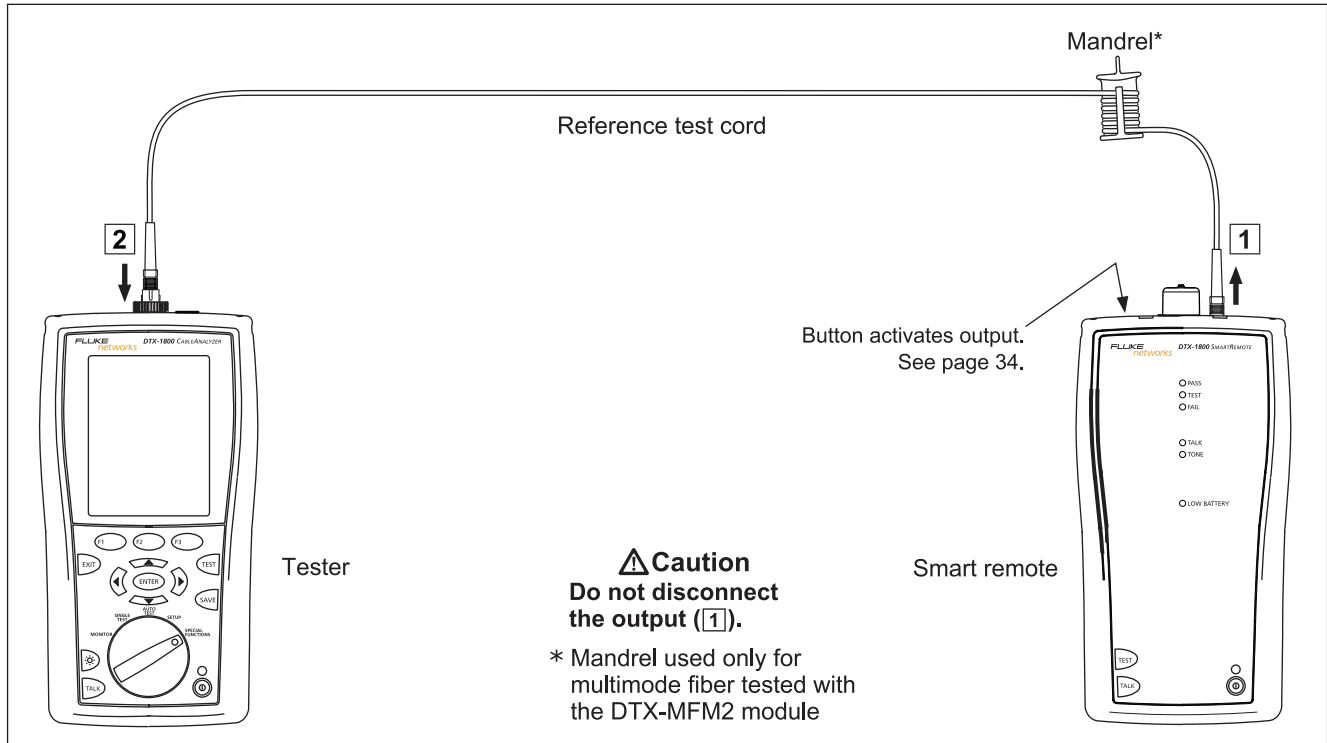 Mandrel*
Reference test cord
2
1
Button activates output.
See page 34.
FLUKE
networks
DTX-1800 CABLEANALYZER
F1
F2
F3
EXIT
TEST
ENTER
SAVE
MONITOR
SINGLE
TEST
AUTO
TEST
SETUP
SPECIAL
FUNCTIONS
TALK
Tester
⚠Caution
Do not disconnect
the output (1).
* Mandrel used only for
multimode fiber tested with
the DTX-MFM2 module
Smart remote
FLUKE
networks
DTX-1800 SMARTREMOTE
PASS
TEST
FAIL
TALK
TONE
LOW BATTERY
TEST
TALK